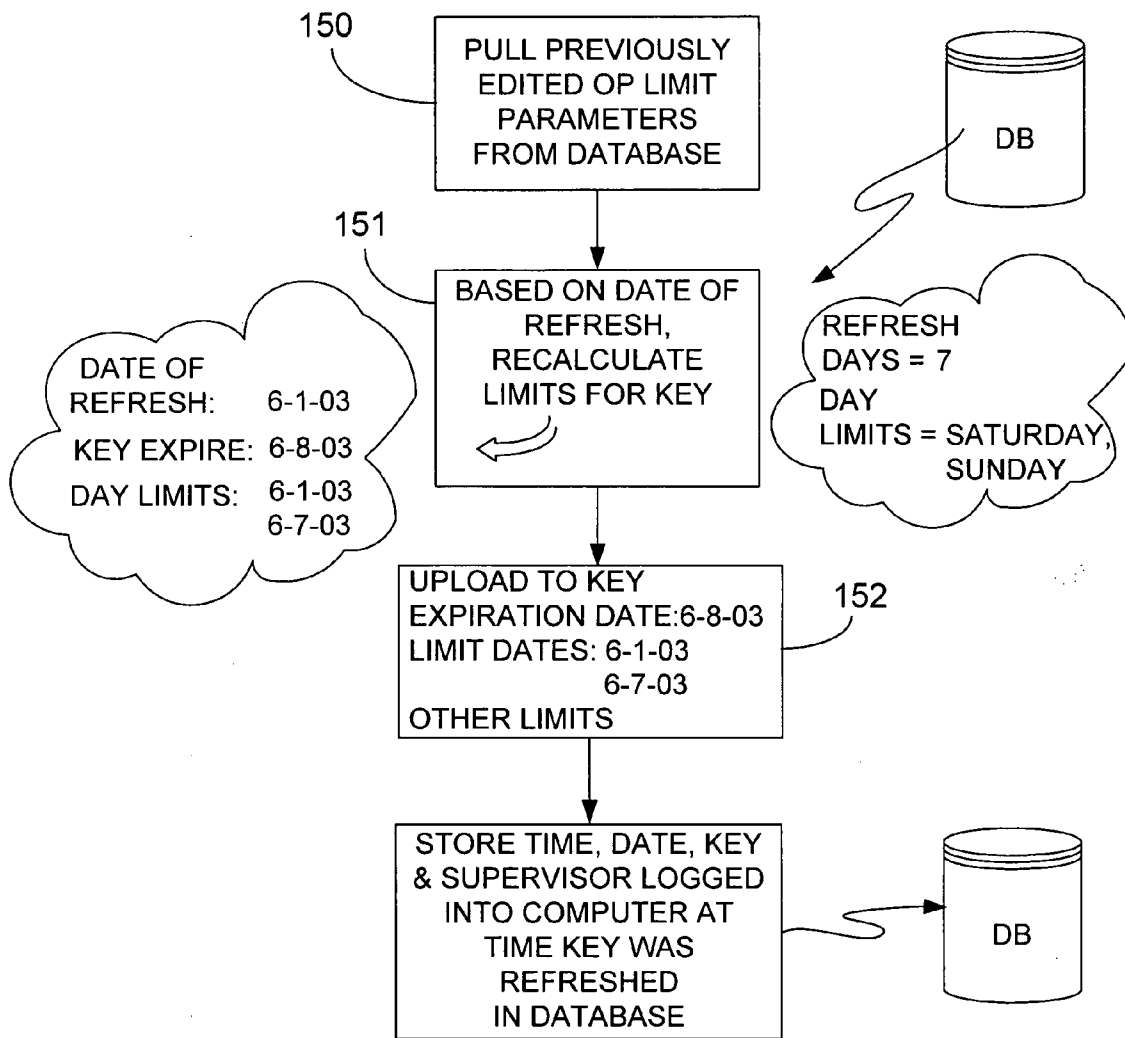 150
PULL PREVIOUSLY
EDITED OP LIMIT
PARAMETERS
FROM DATABASE
DB
151
BASED ON DATE OF
REFRESH,
RECALCULATE
LIMITS FOR KEY
REFRESH
DAYS = 7
DAY
LIMITS = SATURDAY,
SUNDAY
DATE OF
REFRESH: 6-1-03
KEY EXPIRE: 6-8-03
DAY LIMITS: 6-1-03
6-7-03
UPLOAD TO KEY
EXPIRATION DATE:6-8-03
LIMIT DATES: 6-1-03
6-7-03
OTHER LIMITS
152
STORE TIME, DATE, KEY
& SUPERVISOR LOGGED
INTO COMPUTER AT
TIME KEY WAS
REFRESHED
IN DATABASE
DB